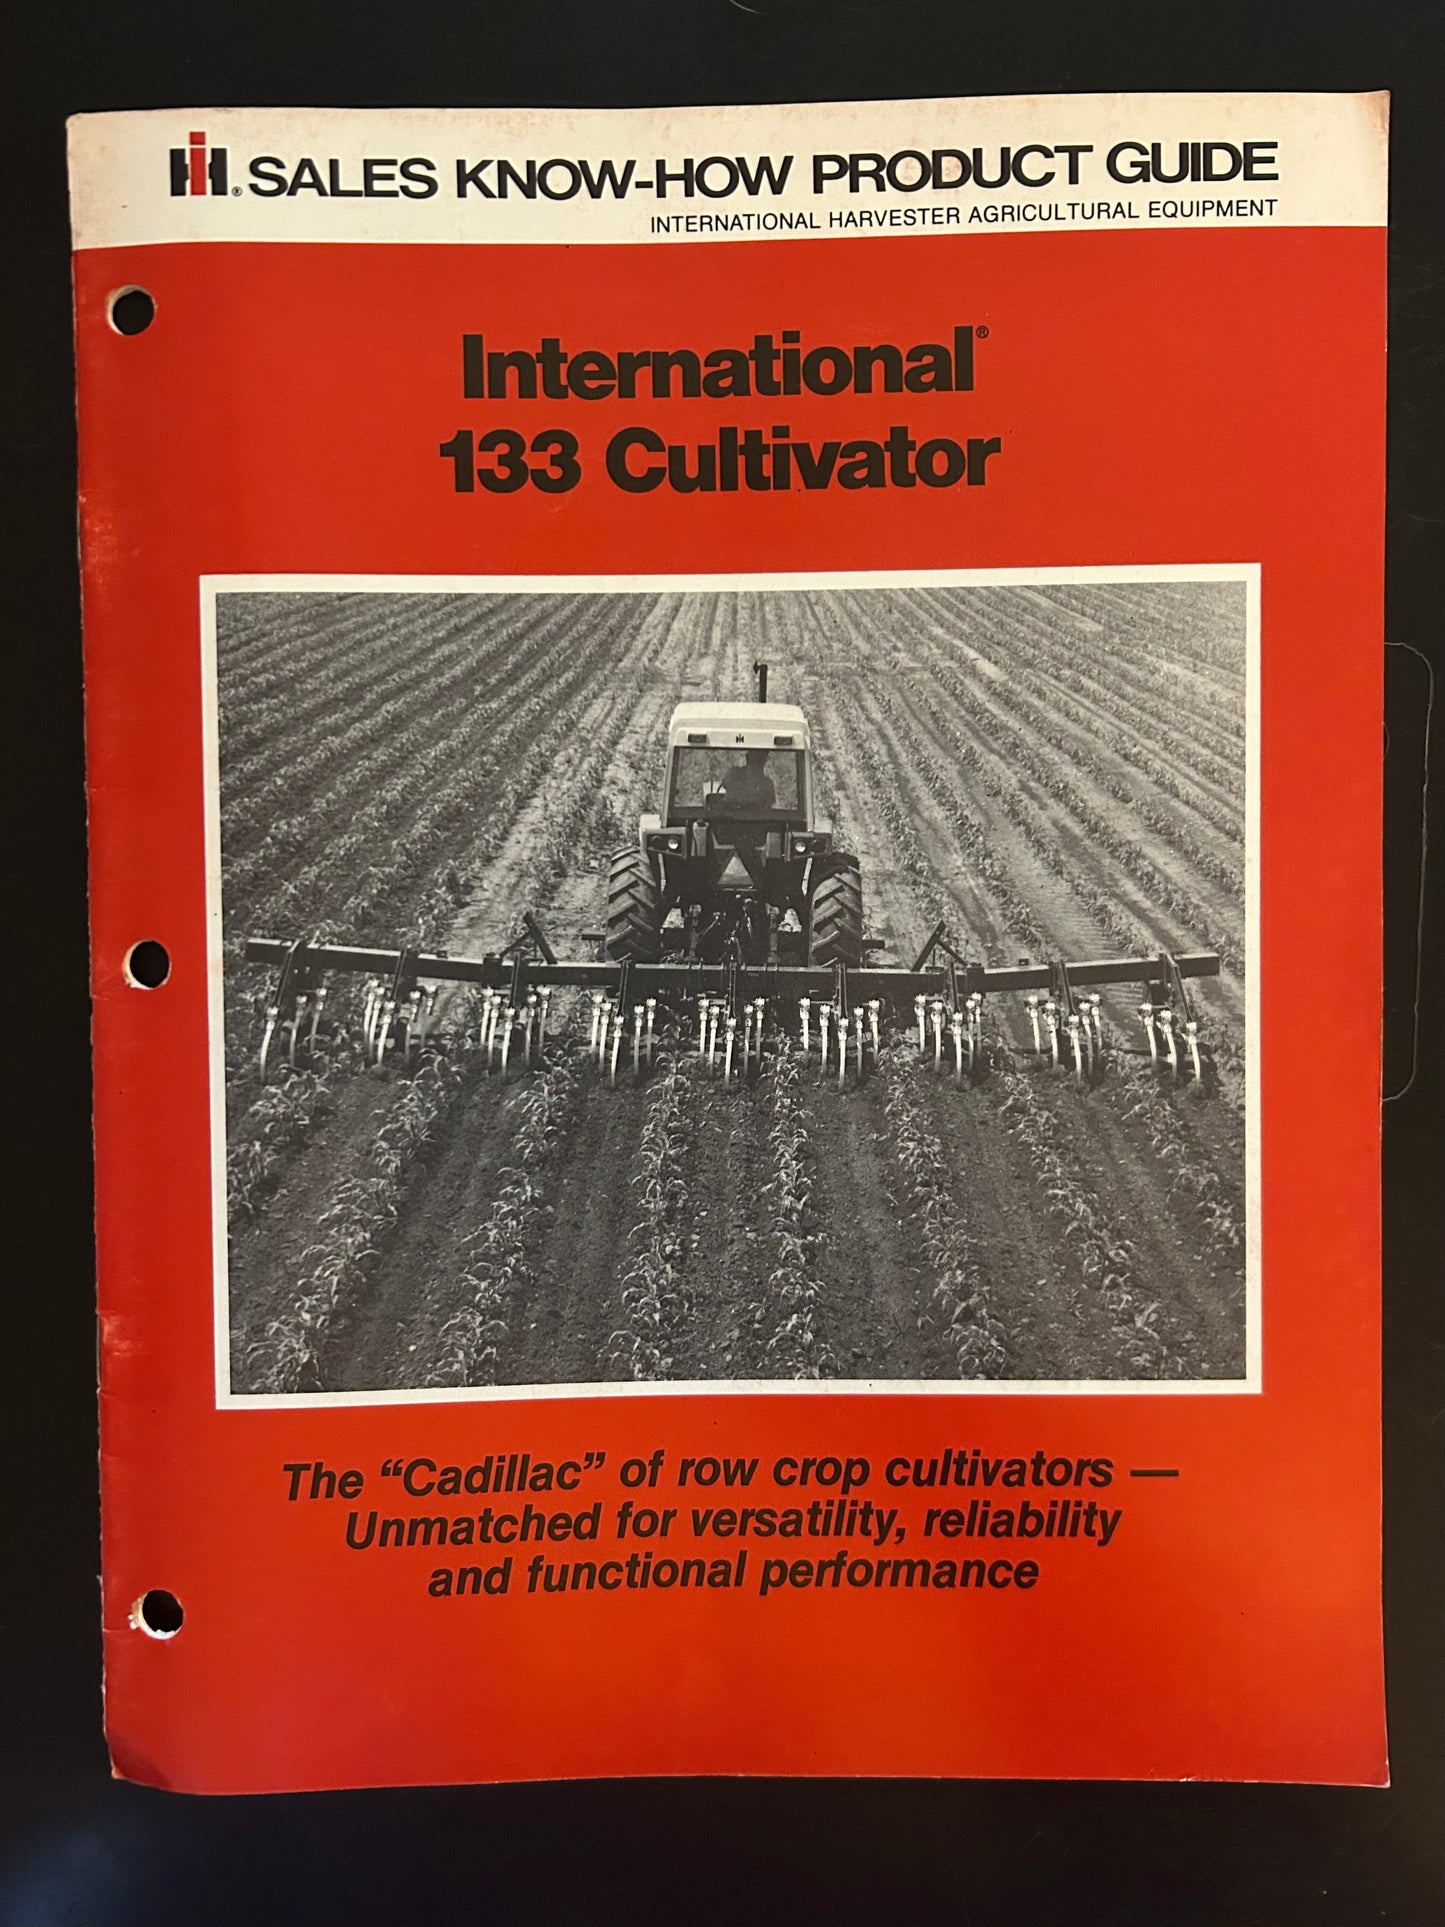 IH® SALES KNOW-HOW PRODUCT GUIDE
INTERNATIONAL HARVESTER AGRICULTURAL EQUIPMENT
International®
133 Cultivator
IH
The “Cadillac” of row crop cultivators —
Unmatched for versatility, reliability
and functional performance